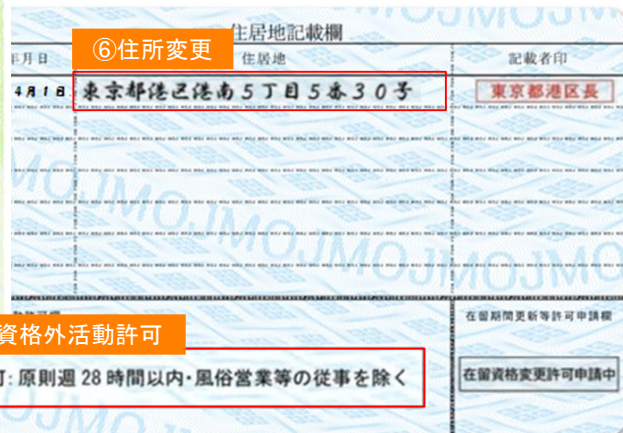 住居地記載欄
⑥住所変更
年月日 住居地 記載者印
4月1日 東京都港区港南5丁目5番30号 東京都港区長
資格外活動許可
在留期間更新等許可申請欄
可: 原則週28時間以内・風俗営業等の従事を除く
在留資格変更許可申請中
MOJMOJMOJMOJ